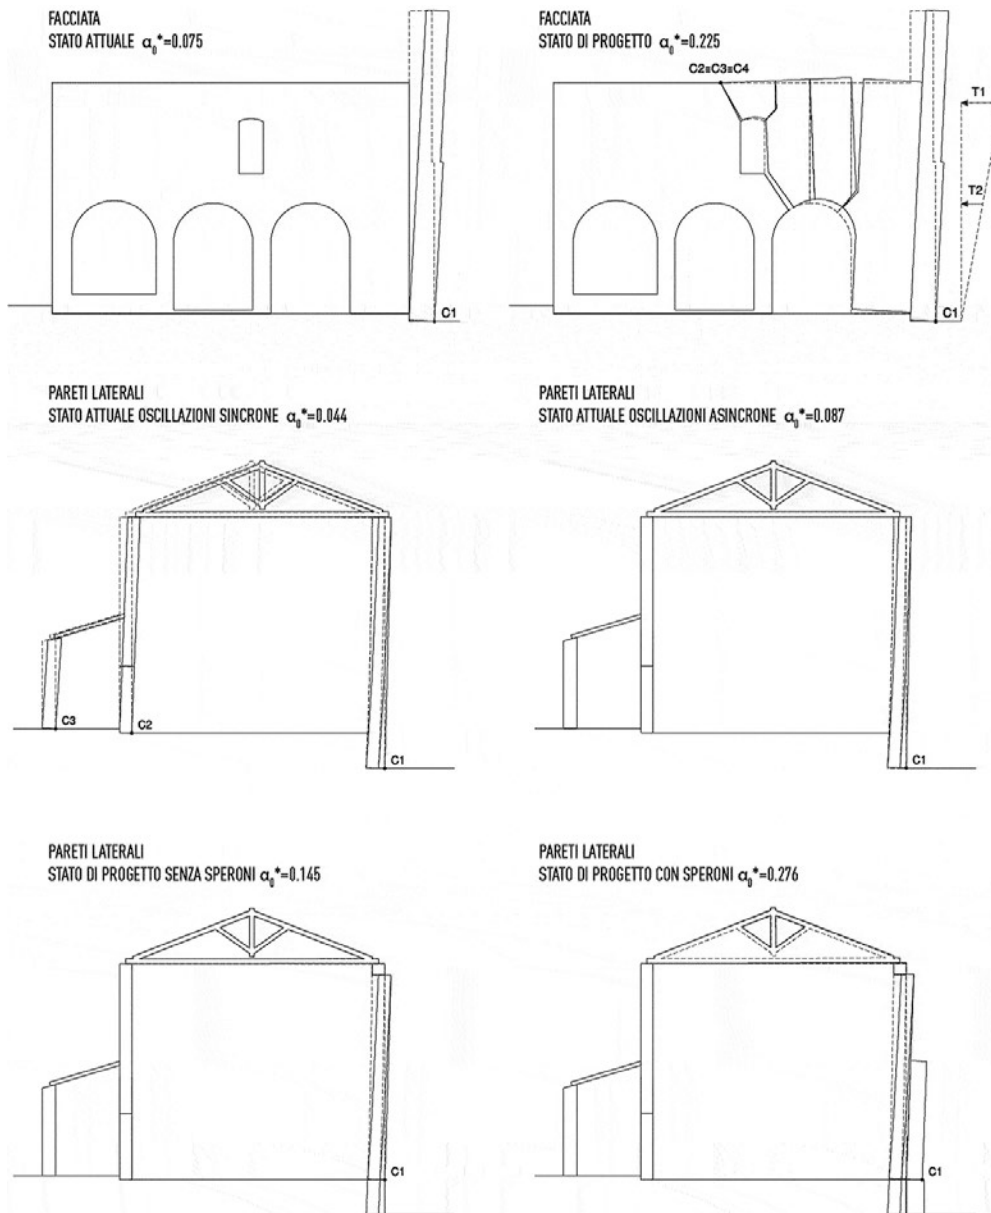 FACCIATA
STATO ATTUALE α₀*=0.075
C1
FACCIATA
STATO DI PROGETTO α₀*=0.225
C2≡C3≡C4
T1
T2
C1
PARETI LATERALI
STATO ATTUALE OSCILLAZIONI SINCRONE α₀*=0.044
C3
C2
C1
PARETI LATERALI
STATO ATTUALE OSCILLAZIONI ASINCRONE α₀*=0.087
C1
PARETI LATERALI
STATO DI PROGETTO SENZA SPERONI α₀*=0.145
C1
PARETI LATERALI
STATO DI PROGETTO CON SPERONI α₀*=0.276
C1